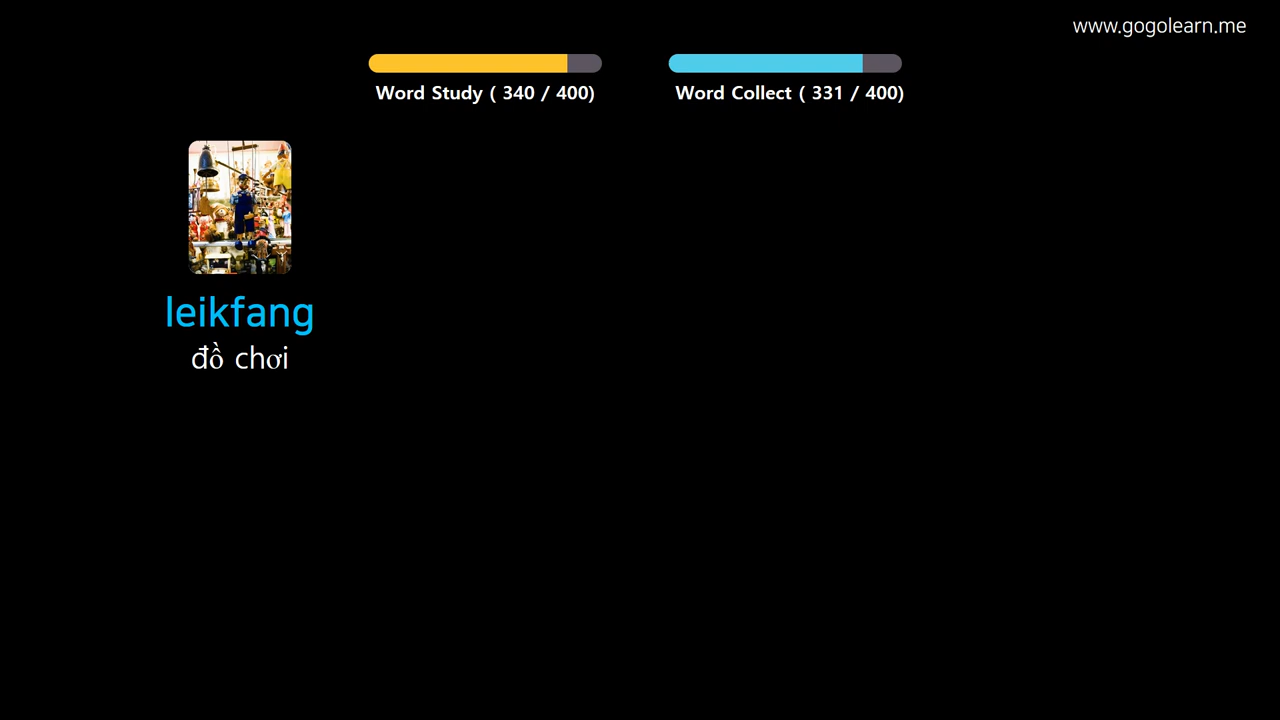 www.gogolearn.me
Word Study ( 340 / 400)
Word Collect ( 331 / 400)
leikfang
đồ chơi